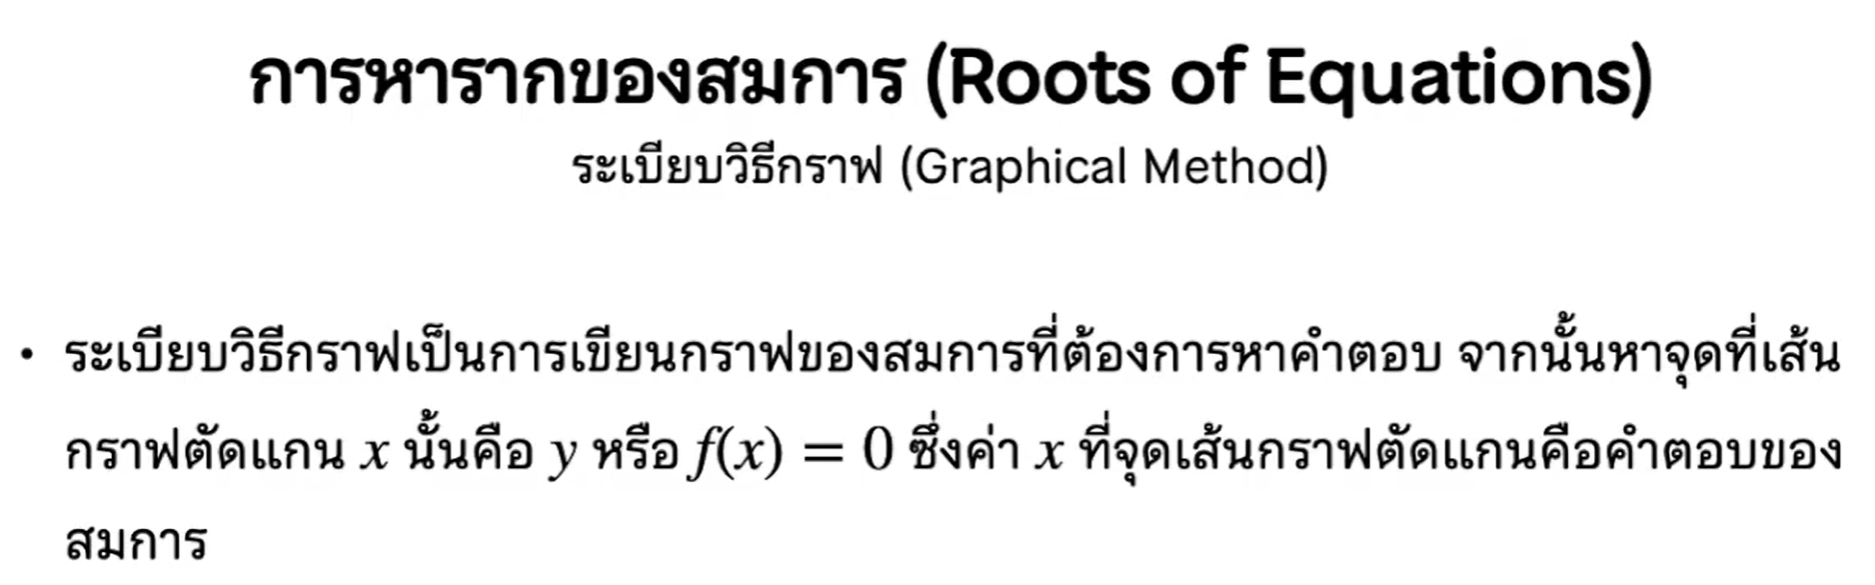 การหารากของสมการ (Roots of Equations)
ระเบียบวิธีกราฟ (Graphical Method)
• ระเบียบวิธีกราฟเป็นการเขียนกราฟของสมการที่ต้องการหาคำตอบ จากนั้นหาจุดที่เส้น
กราฟตัดแกน x นั้นคือ y หรือ f(x) = 0 ซึ่งค่า x ที่จุดเส้นกราฟตัดแกนคือคำตอบของ
สมการ